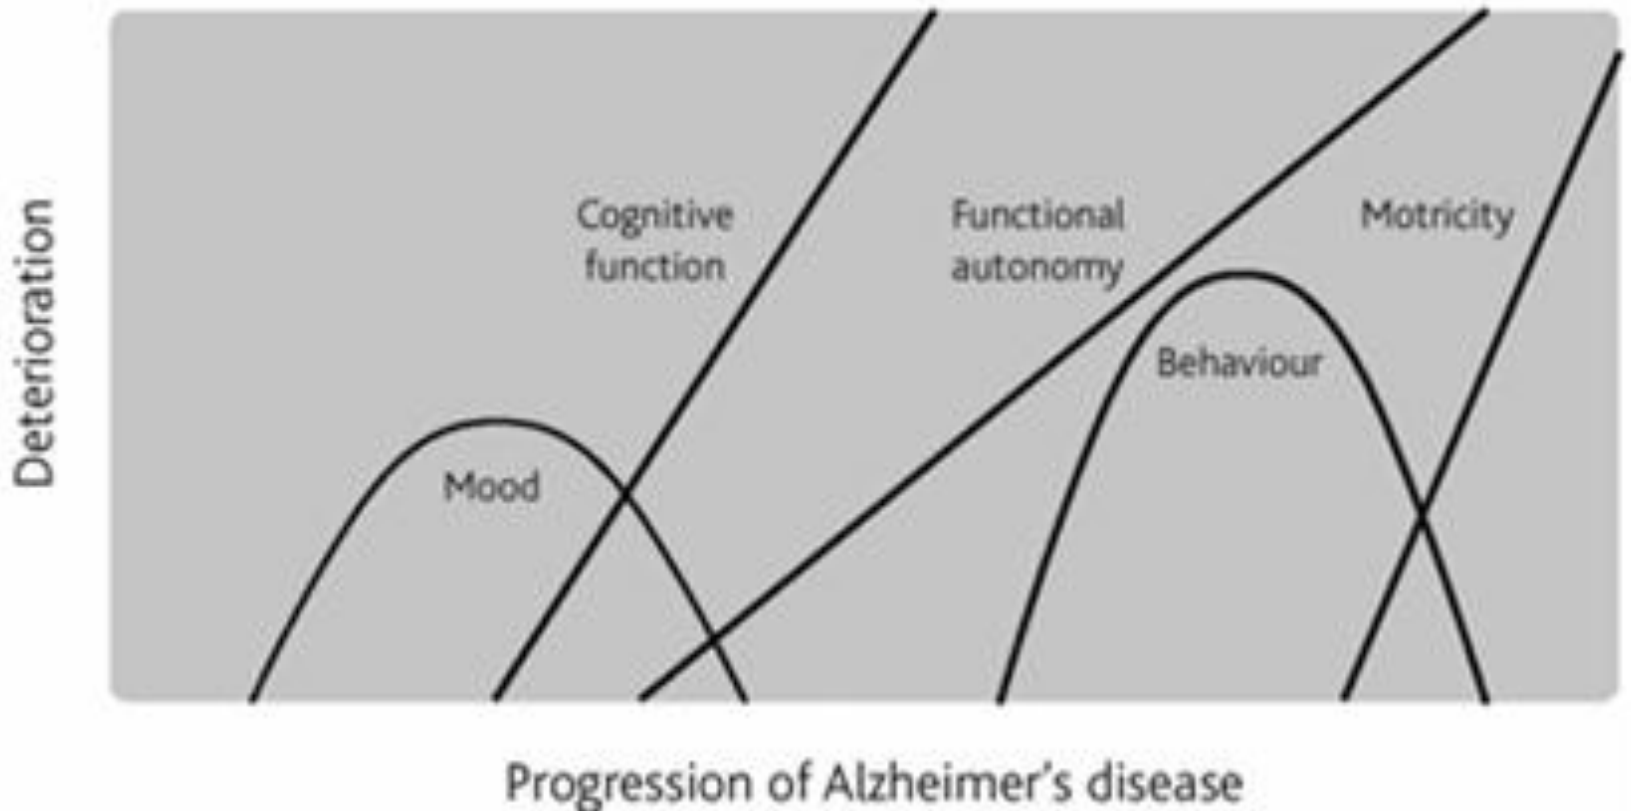 Deterioration
Cognitive
function
Functional
autonomy
Motricity
Behaviour
Mood
Progression of Alzheimer's disease